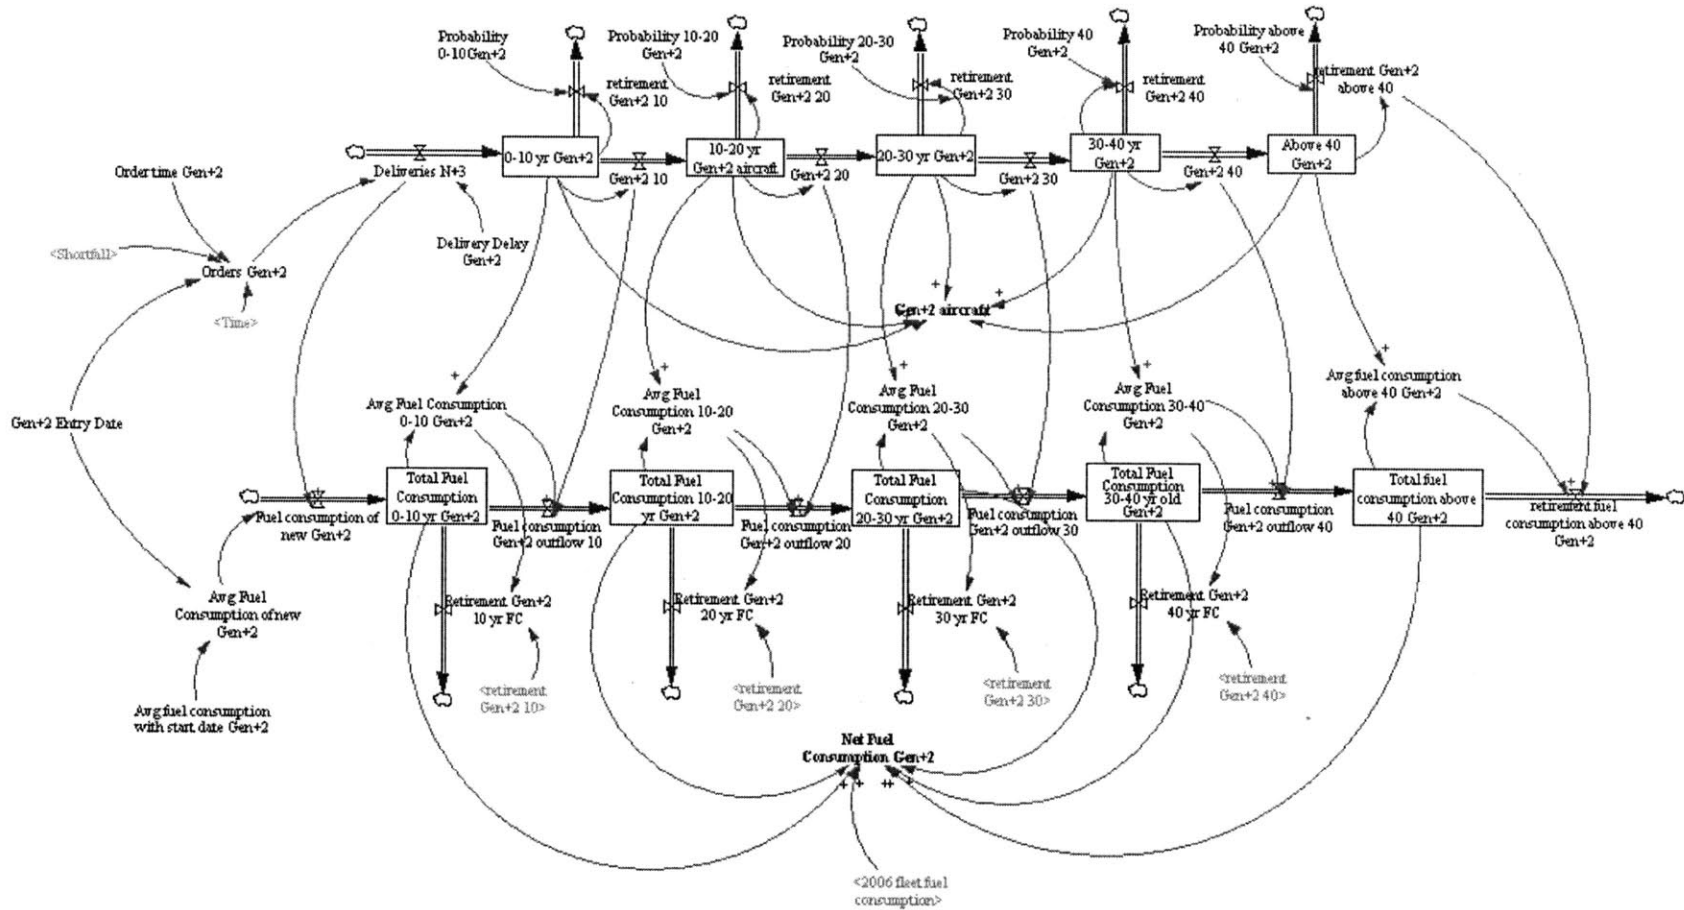 Probability
0-10 Gen+2
Probability 10-20
Gen+2
Probability 20-30
Gen+2
Probability 40
Gen+2
Probability above
40 Gen+2
retirement
Gen+2 10
retirement
Gen+2 20
retirement
Gen+2 30
retirement
Gen+2 40
retirement Gen+2
above 40
0-10 yr Gen+2
10-20 yr
Gen+2 aircraft
20-30 yr Gen+2
30-40 yr
Gen+2
Above 40
Gen+2
Order time Gen+2
Deliveries N+3
Gen+2 10
Gen+2 20
Gen+2 30
Gen+2 40
<Shortfall>
Orders Gen+2
Delivery Delay
Gen+2
<Time>
Gen+2 aircraft
Gen+2 Entry Date
Avg Fuel Consumption
0-10 Gen+2
Avg Fuel
Consumption 10-20
Gen+2
Avg Fuel
Consumption 20-30
Gen+2
Avg Fuel
Consumption 30-40
Gen+2
Avg fuel consumption
above 40 Gen+2
Total Fuel
Consumption
0-10 yr Gen+2
Total Fuel
Consumption 10-20
yr Gen+2
Total Fuel
Consumption
20-30 yr Gen+2
Total Fuel
Consumption
30-40 yr old
Gen+2
Total fuel
consumption above
40 Gen+2
Fuel consumption of
new Gen+2
Fuel consumption
Gen+2 outflow 10
Fuel consumption
Gen+2 outflow 20
Fuel consumption
Gen+2 outflow 30
Fuel consumption
Gen+2 outflow 40
retirement fuel
consumption above 40
Gen+2
Avg Fuel
Consumption of new
Gen+2
Retirement Gen+2
10 yr FC
Retirement Gen+2
20 yr FC
Retirement Gen+2
30 yr FC
Retirement Gen+2
40 yr FC
<retirement
Gen+2 10>
<retirement
Gen+2 20>
<retirement
Gen+2 30>
<retirement
Gen+2 40>
Avg fuel consumption
with start date Gen+2
Net Fuel
Consumption Gen+2
<2006 fleet fuel
consumption>